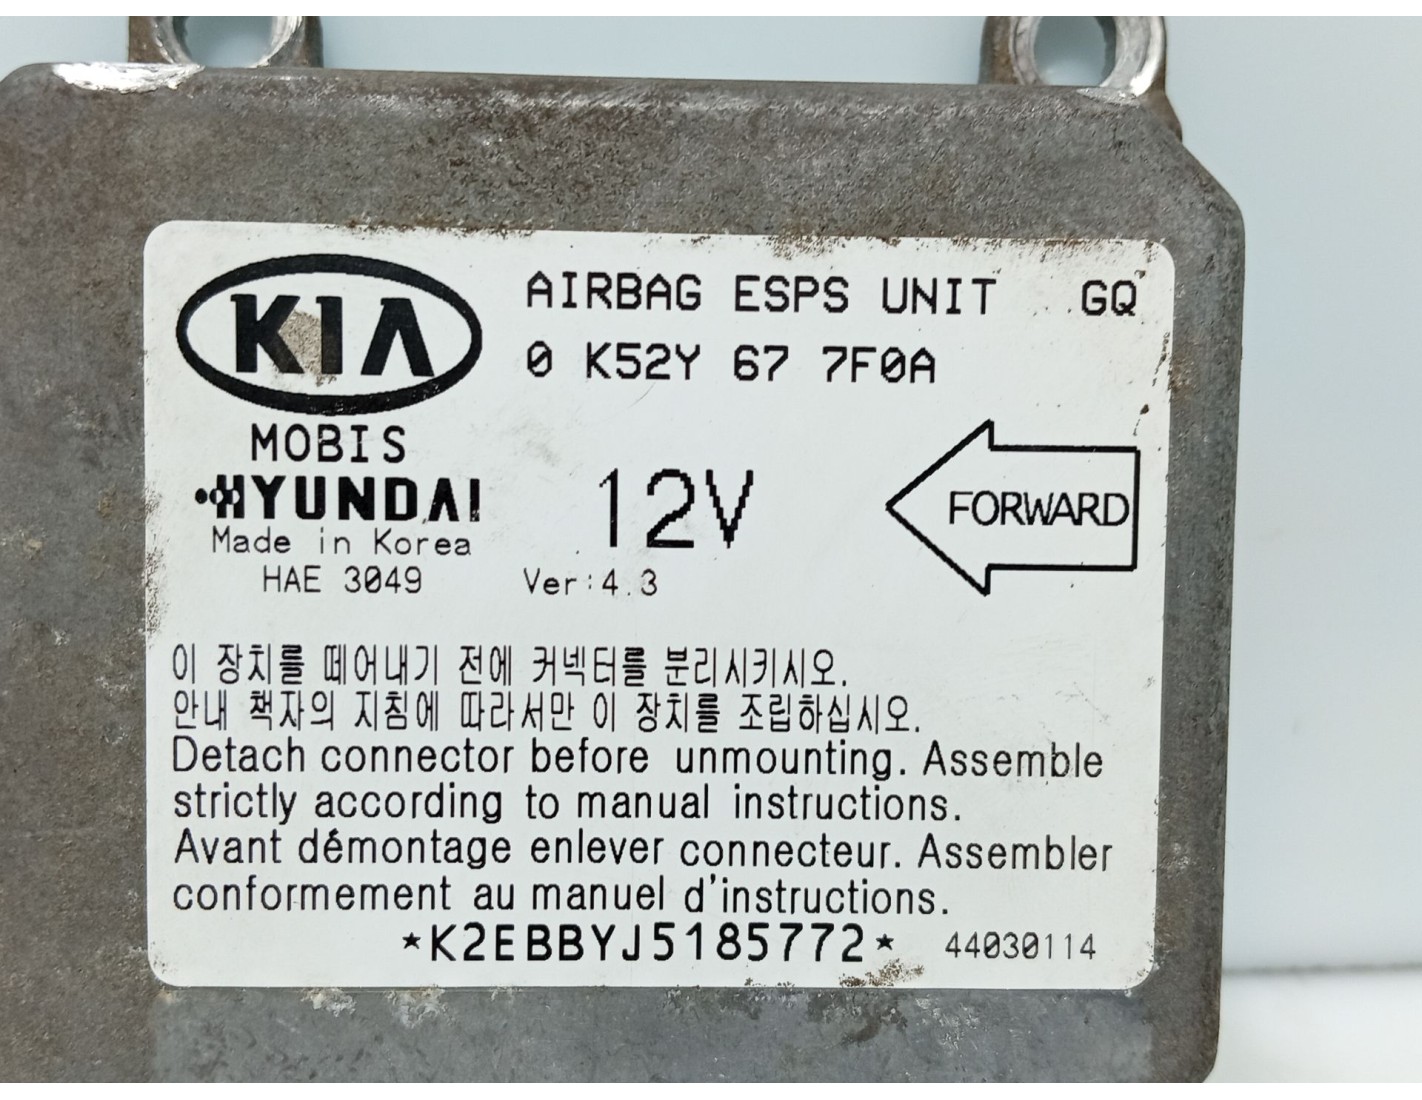 KIA
AIRBAG ESPS UNIT GQ
0 K52Y 67 7F0A
MOBIS
HYUNDAI
Made in Korea
HAE 3049
12V
Ver:4.3
FORWARD
이 장치를 떼어내기 전에 커넥터를 분리시키시오.
안내 책자의 지침에 따라서만 이 장치를 조립하십시오.
Detach connector before unmounting. Assemble
strictly according to manual instructions.
Avant démontage enlever connecteur. Assembler
conformement au manuel d'instructions.
*K2EBBYJ5185772* 44030114